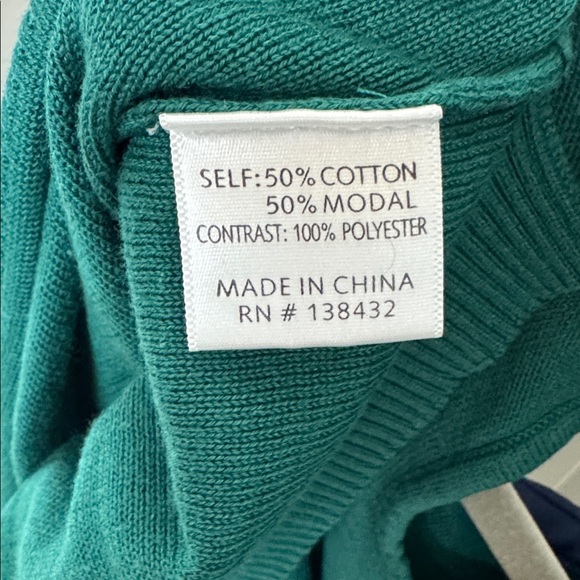 SELF: 50% COTTON
50% MODAL
CONTRAST: 100% POLYESTER
MADE IN CHINA
RN # 138432